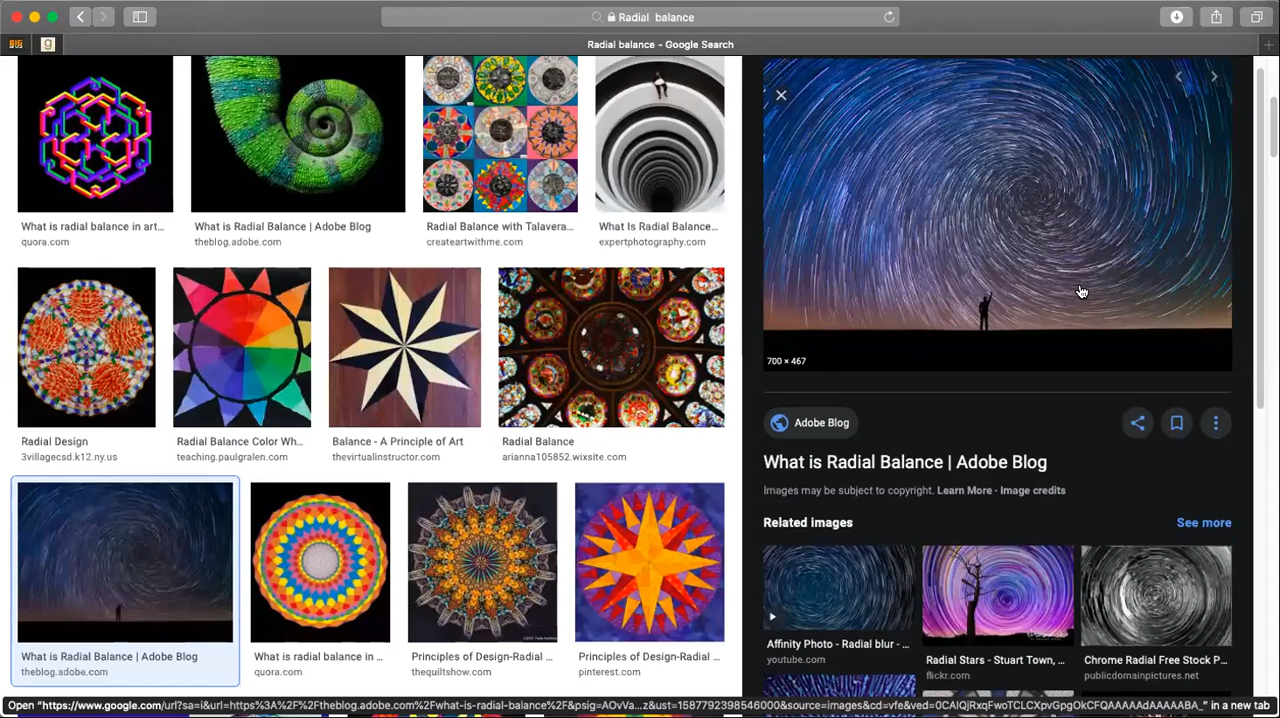 Radial  balance
Radial balance - Google Search
What is radial balance in art...
quora.com
What is Radial Balance | Adobe Blog
theblog.adobe.com
Radial Balance with Talavera...
createartwithme.com
What Is Radial Balance...
expertphotography.com
Radial Design
3villagecsd.k12.ny.us
Radial Balance Color Wh...
teaching.paulgralen.com
Balance - A Principle of Art
thevirtualinstructor.com
Radial Balance
arianna105852.wixsite.com
What is Radial Balance | Adobe Blog
theblog.adobe.com
What is radial balance in ...
quora.com
Principles of Design-Radial ...
thequiltshow.com
Principles of Design-Radial ...
pinterest.com
700 × 467
Adobe Blog
What is Radial Balance | Adobe Blog
Images may be subject to copyright. Learn More - Image credits
Related images
See more
Affinity Photo - Radial blur - ...
youtube.com
Radial Stars - Stuart Town, ...
flickr.com
Chrome Radial Free Stock P...
publicdomainpictures.net
Open "https://www.google.com/url?sa=i&url=https%3A%2F%2Ftheblog.adobe.com%2Fwhat-is-radial-balance%2F&psig=AOvVa...z&ust=1587792398546000&source=images&cd=vfe&ved=0CAIQjRxqFwoTCLCXpvGpgOkCFQAAAAAdAAAAABA_" in a new tab